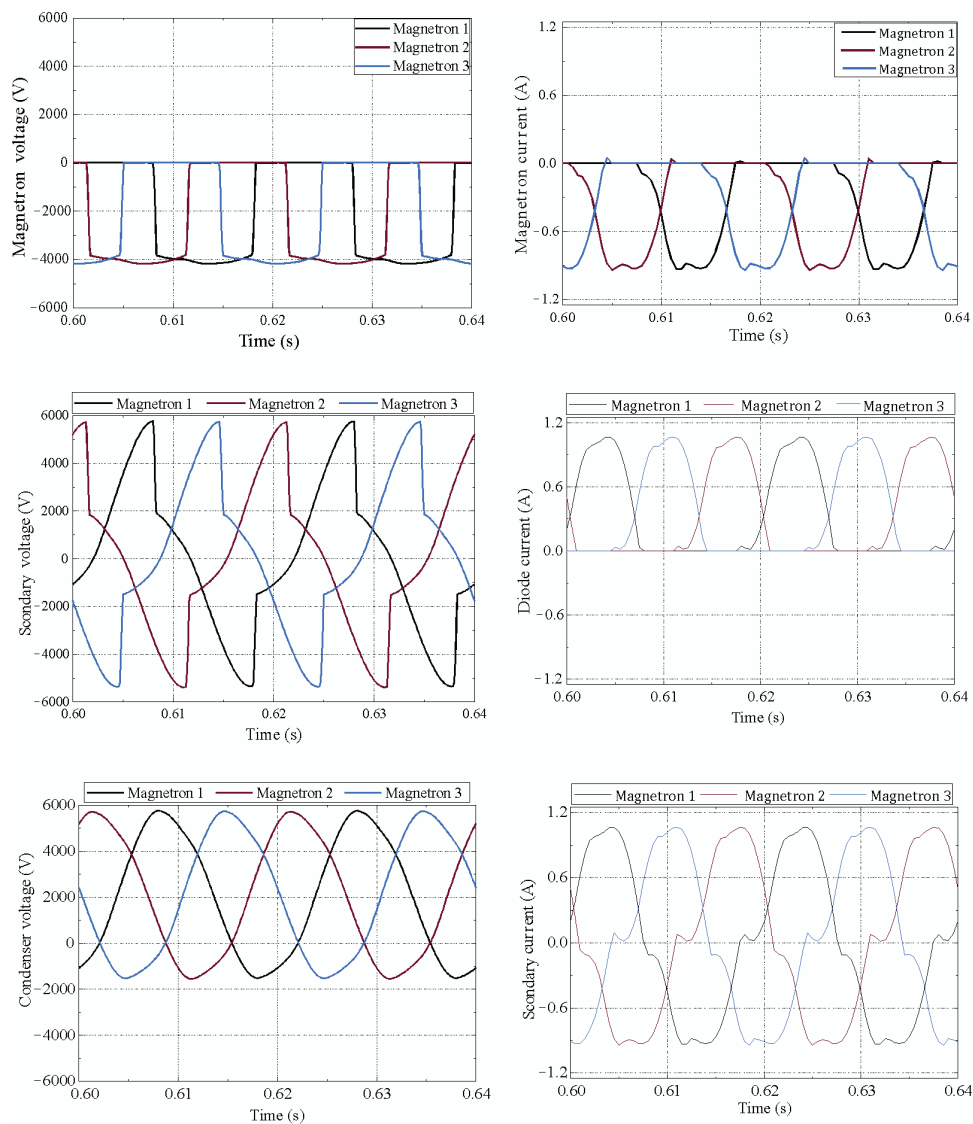 Magnetron 1
Magnetron 2
Magnetron 3
Magnetron voltage (V)
6000
4000
2000
0
−2000
−4000
−6000
0.60 0.61 0.62 0.63 0.64
Time (s)
Magnetron 1
Magnetron 2
Magnetron 3
Magnetron current (A)
1.2
0.6
0.0
−0.6
−1.2
0.60 0.61 0.62 0.63 0.64
Time (s)
Magnetron 1 Magnetron 2 Magnetron 3
Scondary voltage (V)
6000
4000
2000
0
−2000
−4000
−6000
0.60 0.61 0.62 0.63 0.64
Time (s)
Magnetron 1 Magnetron 2 Magnetron 3
Diode current (A)
1.2
0.6
0.0
−0.6
−1.2
0.60 0.61 0.62 0.63 0.64
Time (s)
Magnetron 1 Magnetron 2 Magnetron 3
Condenser voltage (V)
6000
4000
2000
0
−2000
−4000
−6000
0.60 0.61 0.62 0.63 0.64
Time (s)
Magnetron 1 Magnetron 2 Magnetron 3
Scondary current (A)
1.2
0.6
0.0
−0.6
−1.2
0.60 0.61 0.62 0.63 0.64
Time (s)